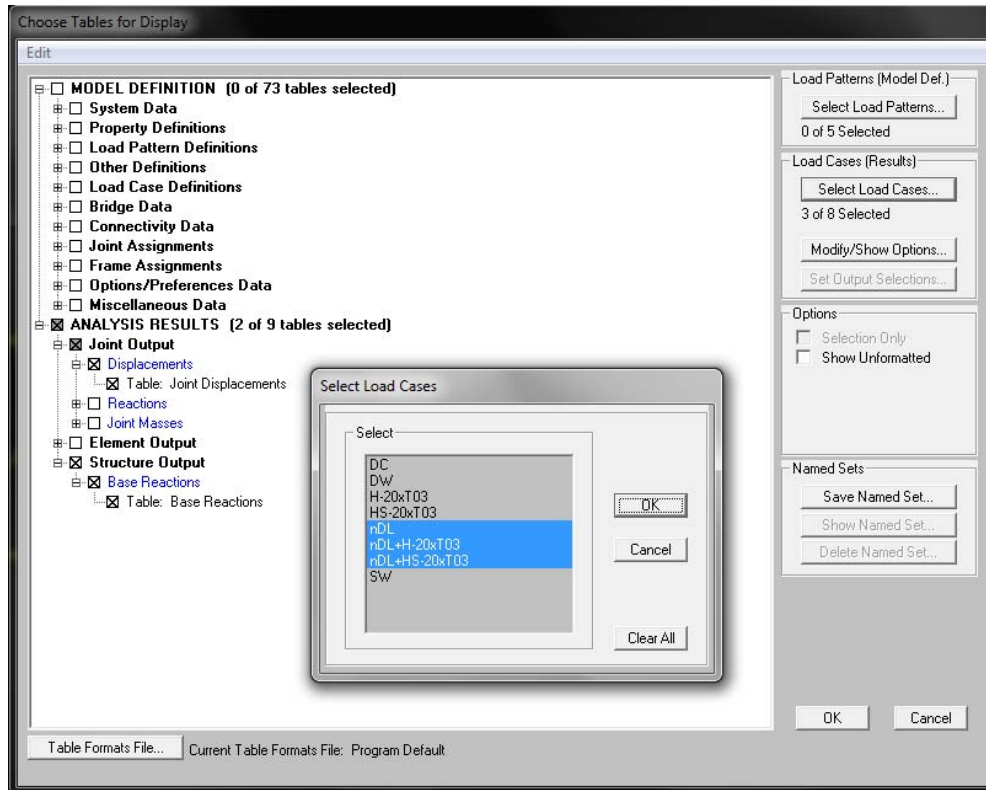 Choose Tables for Display
Edit
MODEL DEFINITION (0 of 73 tables selected)
System Data
Property Definitions
Load Pattern Definitions
Other Definitions
Load Case Definitions
Bridge Data
Connectivity Data
Joint Assignments
Frame Assignments
Options/Preferences Data
Miscellaneous Data
ANALYSIS RESULTS (2 of 9 tables selected)
Joint Output
Displacements
Table: Joint Displacements
Reactions
Joint Masses
Element Output
Structure Output
Base Reactions
Table: Base Reactions
Select Load Cases
Select
DC
DW
H-20xT03
HS-20xT03
nDL
nDL+H-20xT03
nDL+HS-20xT03
SW
OK
Cancel
Clear All
Load Patterns (Model Def.)
Select Load Patterns...
0 of 5 Selected
Load Cases (Results)
Select Load Cases...
3 of 8 Selected
Modify/Show Options...
Set Output Selections...
Options
Selection Only
Show Unformatted
Named Sets
Save Named Set...
Show Named Set...
Delete Named Set...
OK
Cancel
Table Formats File...
Current Table Formats File: Program Default